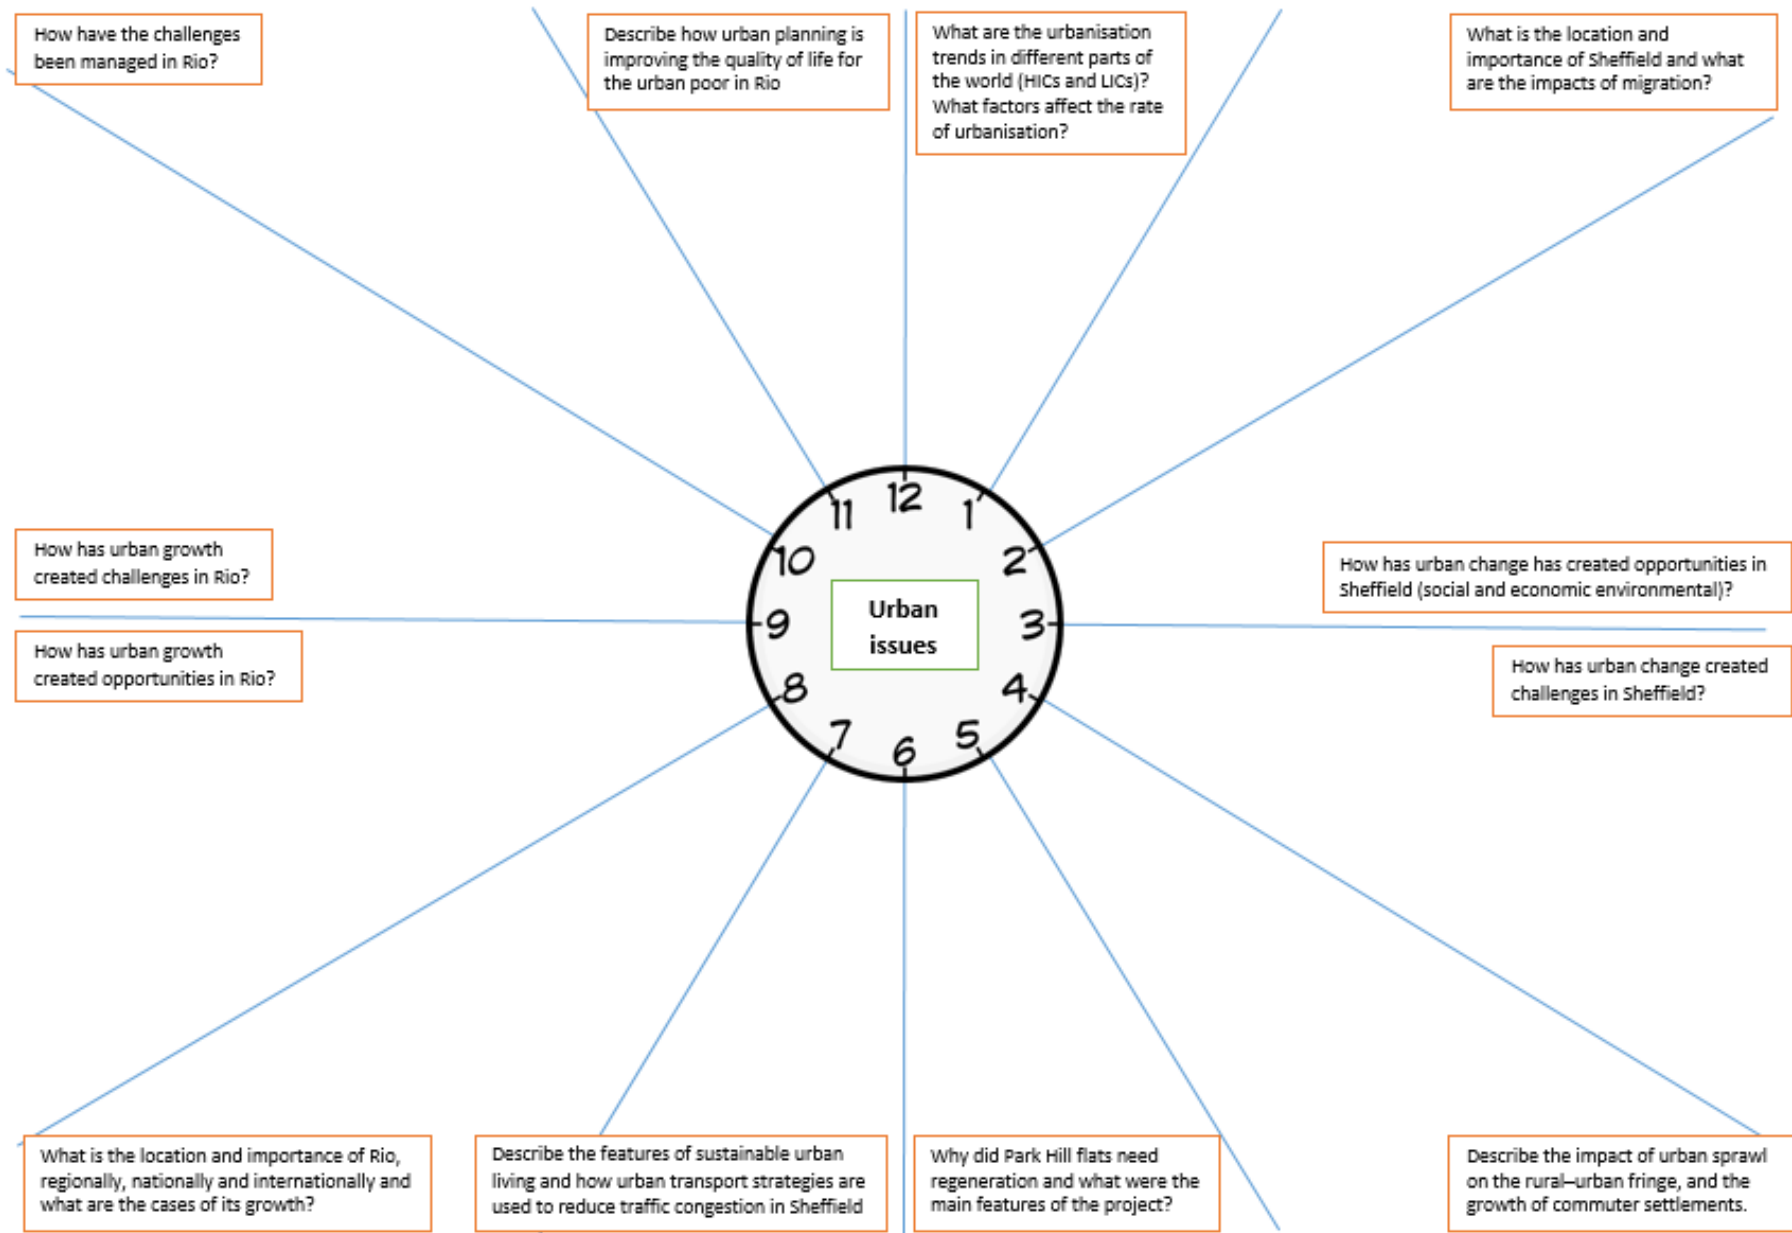 How have the challenges
been managed in Rio?
Describe how urban planning is
improving the quality of life for
the urban poor in Rio
What are the urbanisation
trends in different parts of
the world (HICs and LICs)?
What factors affect the rate
of urbanisation?
What is the location and
importance of Sheffield and what
are the impacts of migration?
How has urban growth
created challenges in Rio?
How has urban growth
created opportunities in Rio?
12
1
2
3
4
5
6
7
8
9
10
11
Urban
issues
How has urban change has created opportunities in
Sheffield (social and economic environmental)?
How has urban change created
challenges in Sheffield?
What is the location and importance of Rio,
regionally, nationally and internationally and
what are the cases of its growth?
Describe the features of sustainable urban
living and how urban transport strategies are
used to reduce traffic congestion in Sheffield
Why did Park Hill flats need
regeneration and what were the
main features of the project?
Describe the impact of urban sprawl
on the rural–urban fringe, and the
growth of commuter settlements.